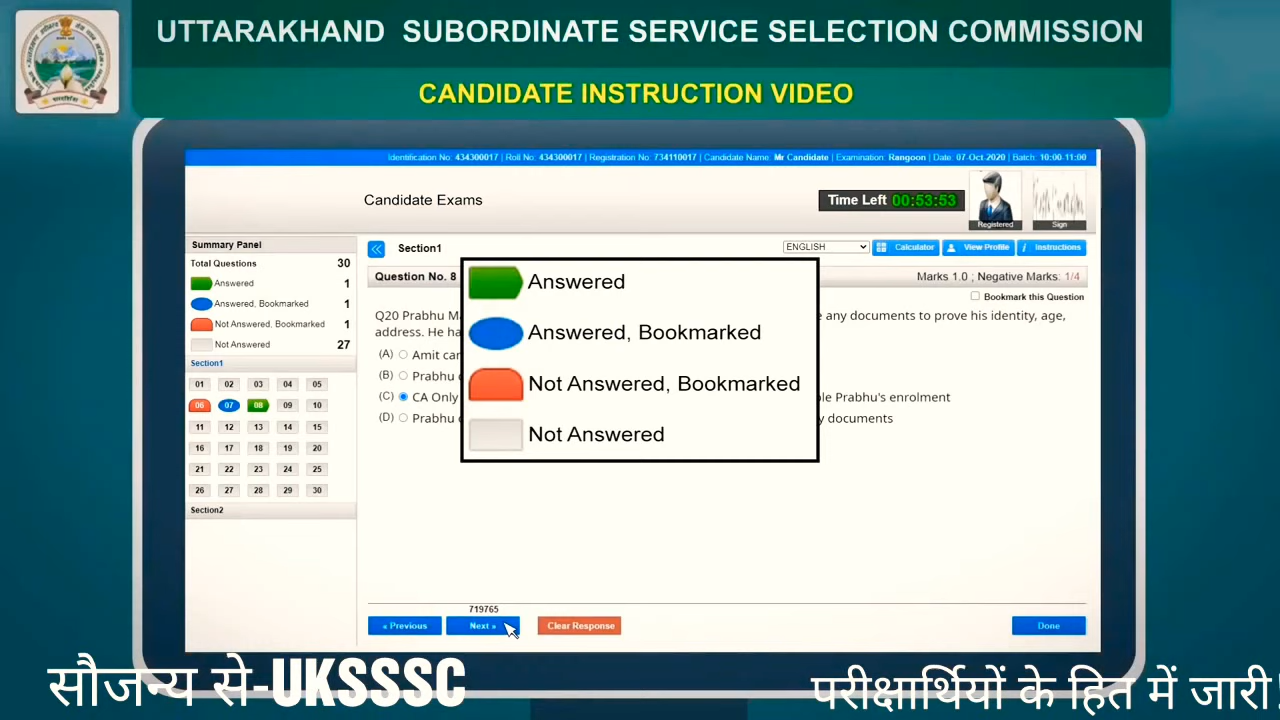 UTTARAKHAND SUBORDINATE SERVICE SELECTION COMMISSION
CANDIDATE INSTRUCTION VIDEO
Identification No: 434300017 | Roll No: 434300017 | Registration No: 734110017 | Candidate Name: Mr Candidate | Examination: Rangoon | Date: 07-Oct-2020 | Batch: 10:00-11:00
Candidate Exams
Time Left 00:53:53
Registered
Sign
Summary Panel
Total Questions 30
Answered 1
Answered, Bookmarked 1
Not Answered, Bookmarked 1
Not Answered 27
Section1
01 02 03 04 05
06 07 08 09 10
11 12 13 14 15
16 17 18 19 20
21 22 23 24 25
26 27 28 29 30
Section2
« Section1
ENGLISH Calculator View Profile i Instructions
Question No. 8
Marks 1.0 ; Negative Marks: 1/4
Bookmark this Question
Q20 Prabhu e any documents to prove his identity, age,
address. He
(A) Amit
(B) Prabhu
(C) CA Only Prabhu's enrolment
(D) Prabhu documents
Answered
Answered, Bookmarked
Not Answered, Bookmarked
Not Answered
719765
« Previous Next » Clear Response Done
सौजन्य से-UKSSSC
परीक्षार्थियों के हित में जारी!